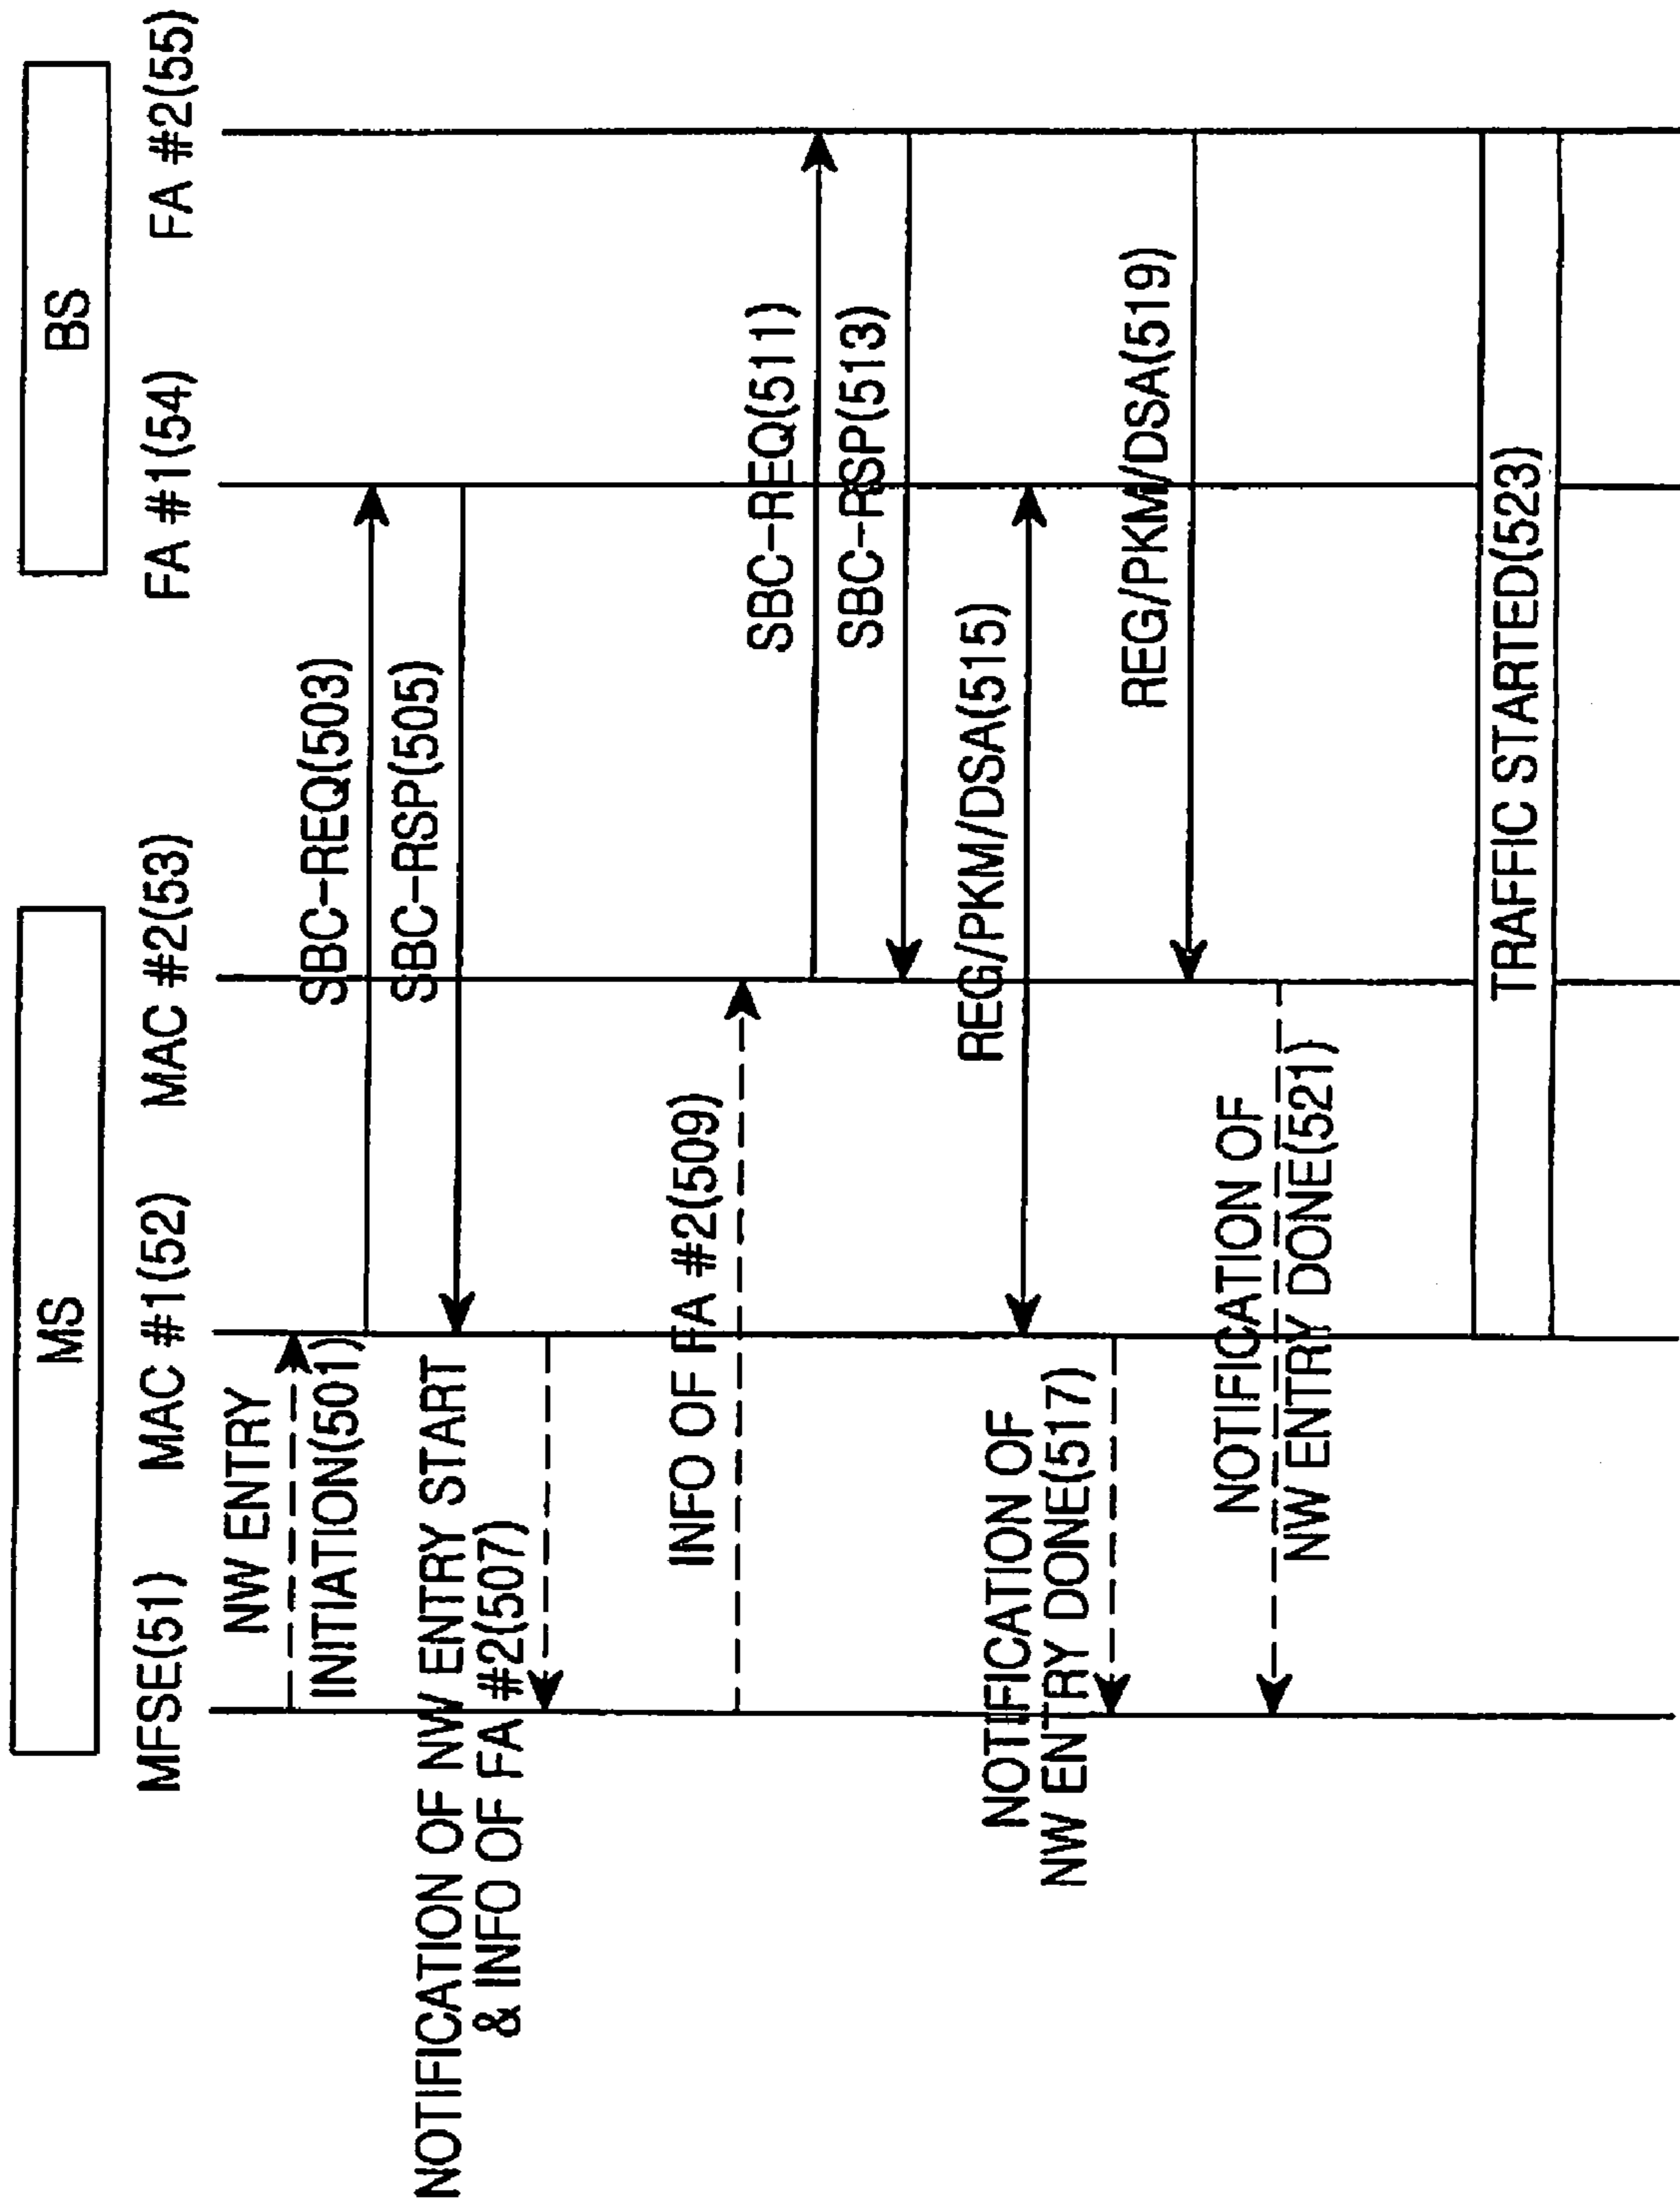 MS
BS
MFSE(51)
MAC #1(52)
MAC #2(53)
FA #1(54)
FA #2(55)
NW ENTRY
INITIATION(501)
SBC-REQ(503)
SBC-RSP(505)
NOTIFICATION OF NW ENTRY START
& INFO OF FA #2(507)
INFO OF FA #2(509)
SBC-REQ(511)
SBC-RSP(513)
REG/PKM/DSA(515)
NOTIFICATION OF
NW ENTRY DONE(517)
REG/PKM/DSA(519)
NOTIFICATION OF
NW ENTRY DONE(521)
TRAFFIC STARTED(523)